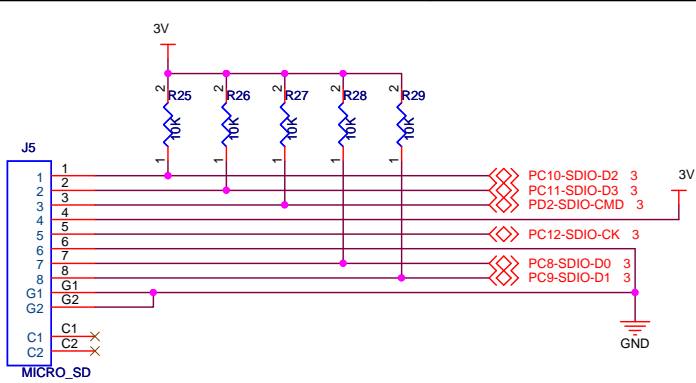 3V
2 R25 2 R26 2 R27 2 R28 2 R29
10K 10K 10K 10K 10K
1 1 1 1 1
J5
1 1 PC10-SDIO-D2 3
2 2 PC11-SDIO-D3 3
3 3 PD2-SDIO-CMD 3
3V
4 4
5 5 PC12-SDIO-CK 3
6 6
7 7 PC8-SDIO-D0 3
8 8 PC9-SDIO-D1 3
G1 G1
G2 G2
GND
C1 C1
C2 C2
MICRO_SD